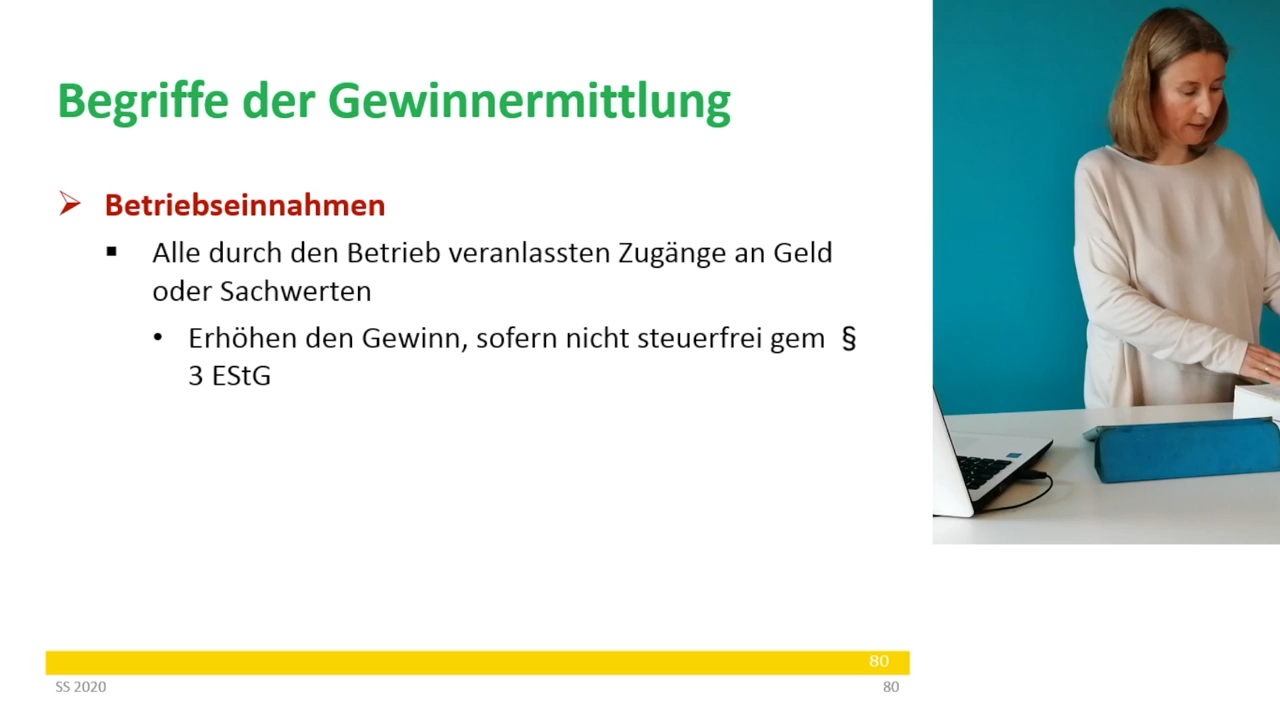 Begriffe der Gewinnermittlung
Betriebseinnahmen
Alle durch den Betrieb veranlassten Zugänge an Geld
oder Sachwerten
Erhöhen den Gewinn, sofern nicht steuerfrei gem §
3 EStG
80
SS 2020
80